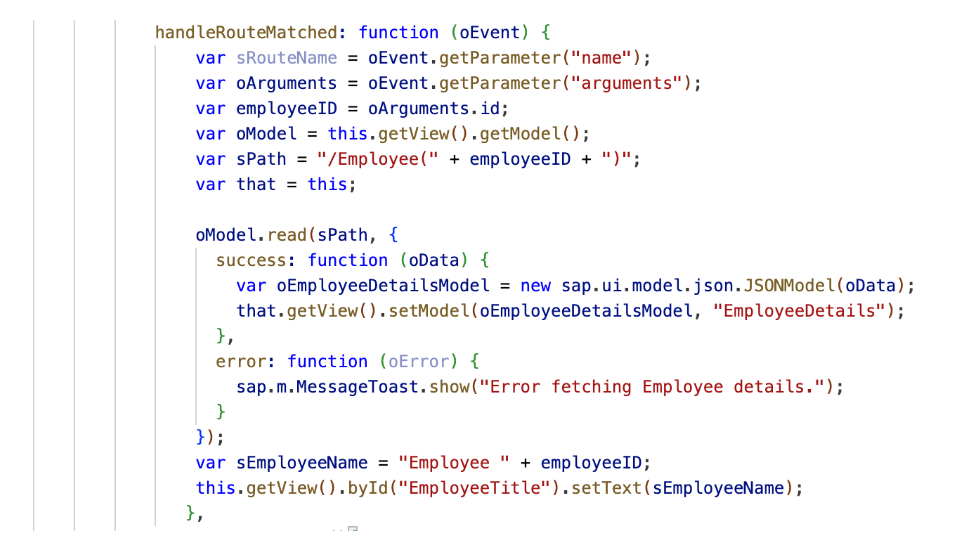 handleRouteMatched: function (oEvent) {
var sRouteName = oEvent.getParameter("name");
var oArguments = oEvent.getParameter("arguments");
var employeeID = oArguments.id;
var oModel = this.getView().getModel();
var sPath = "/Employee(" + employeeID + ")";
var that = this;
oModel.read(sPath, {
success: function (oData) {
var oEmployeeDetailsModel = new sap.ui.model.json.JSONModel(oData);
that.getView().setModel(oEmployeeDetailsModel, "EmployeeDetails");
},
error: function (oError) {
sap.m.MessageToast.show("Error fetching Employee details.");
}
});
var sEmployeeName = "Employee " + employeeID;
this.getView().byId("EmployeeTitle").setText(sEmployeeName);
},